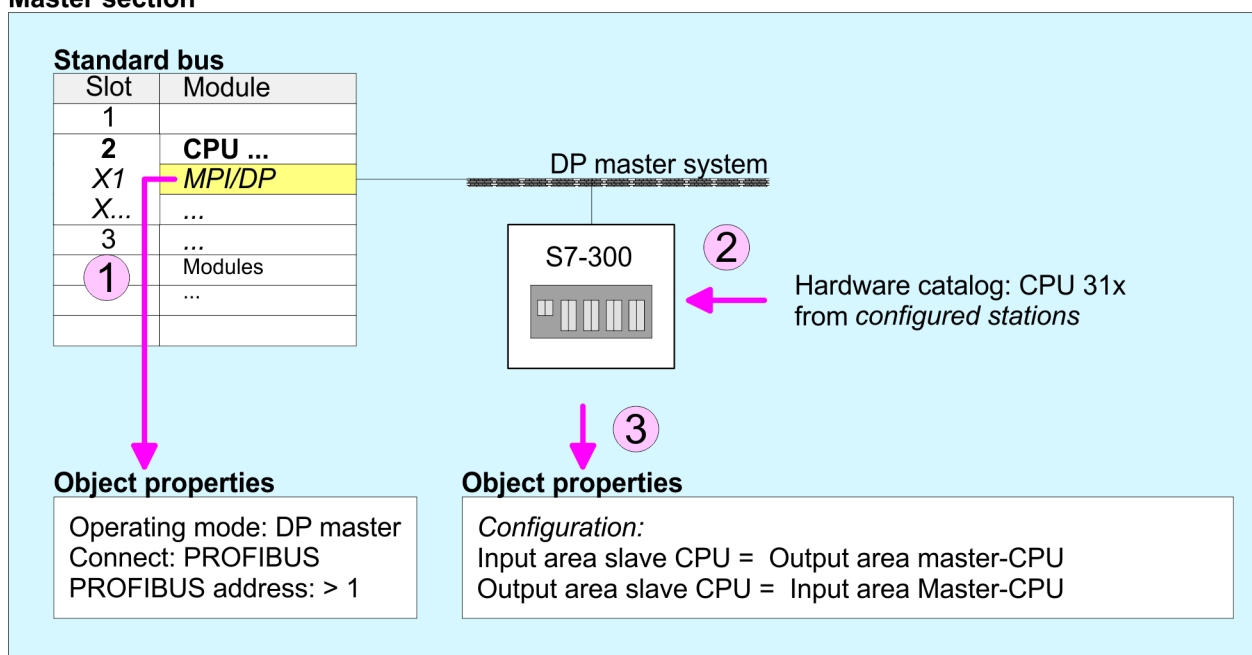 Master section
Standard bus
Slot Module
1
2 CPU ...
X1 MPI/DP
X... ...
3 ...
Modules
...
1
DP master system
S7-300
2
Hardware catalog: CPU 31x
from configured stations
3
Object properties
Operating mode: DP master
Connect: PROFIBUS
PROFIBUS address: > 1
Object properties
Configuration:
Input area slave CPU = Output area master-CPU
Output area slave CPU = Input area Master-CPU